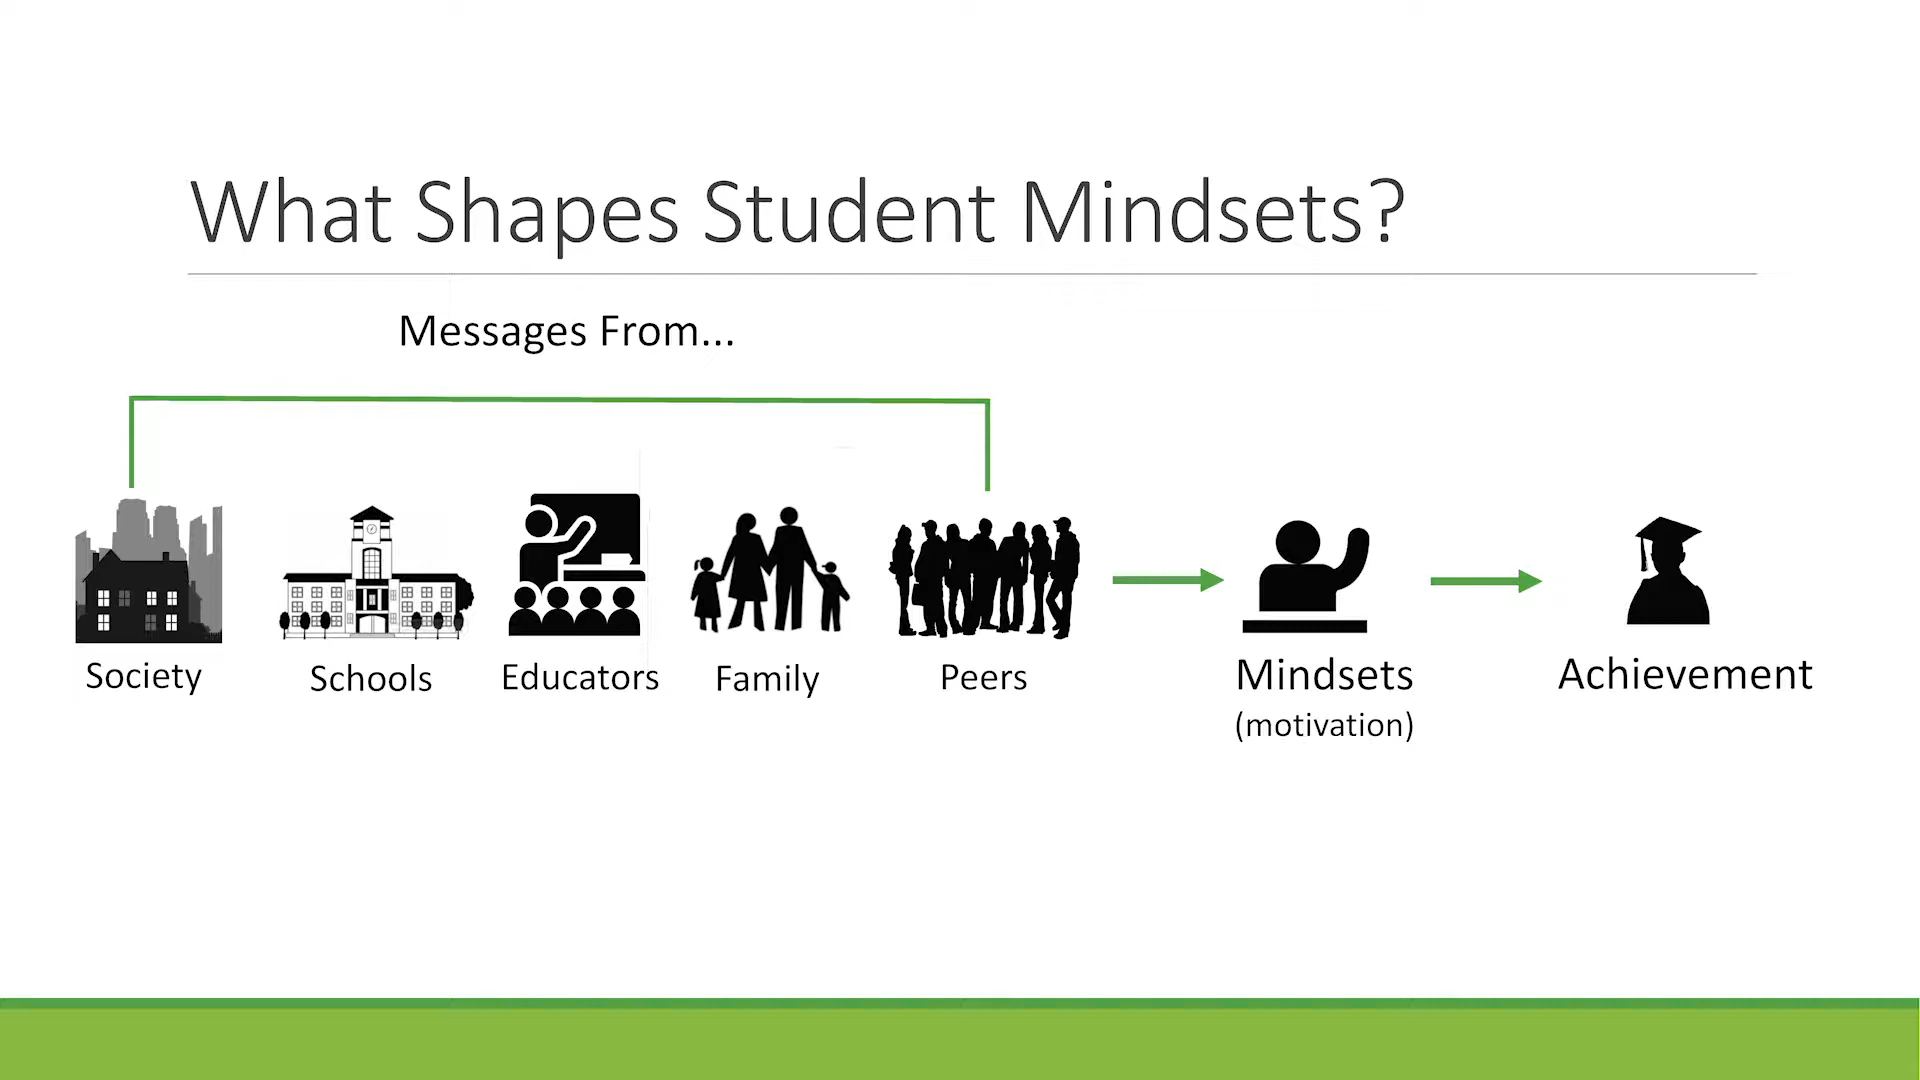 What Shapes Student Mindsets?
Messages From...
Society
Schools
Educators
Family
Peers
Mindsets
(motivation)
Achievement